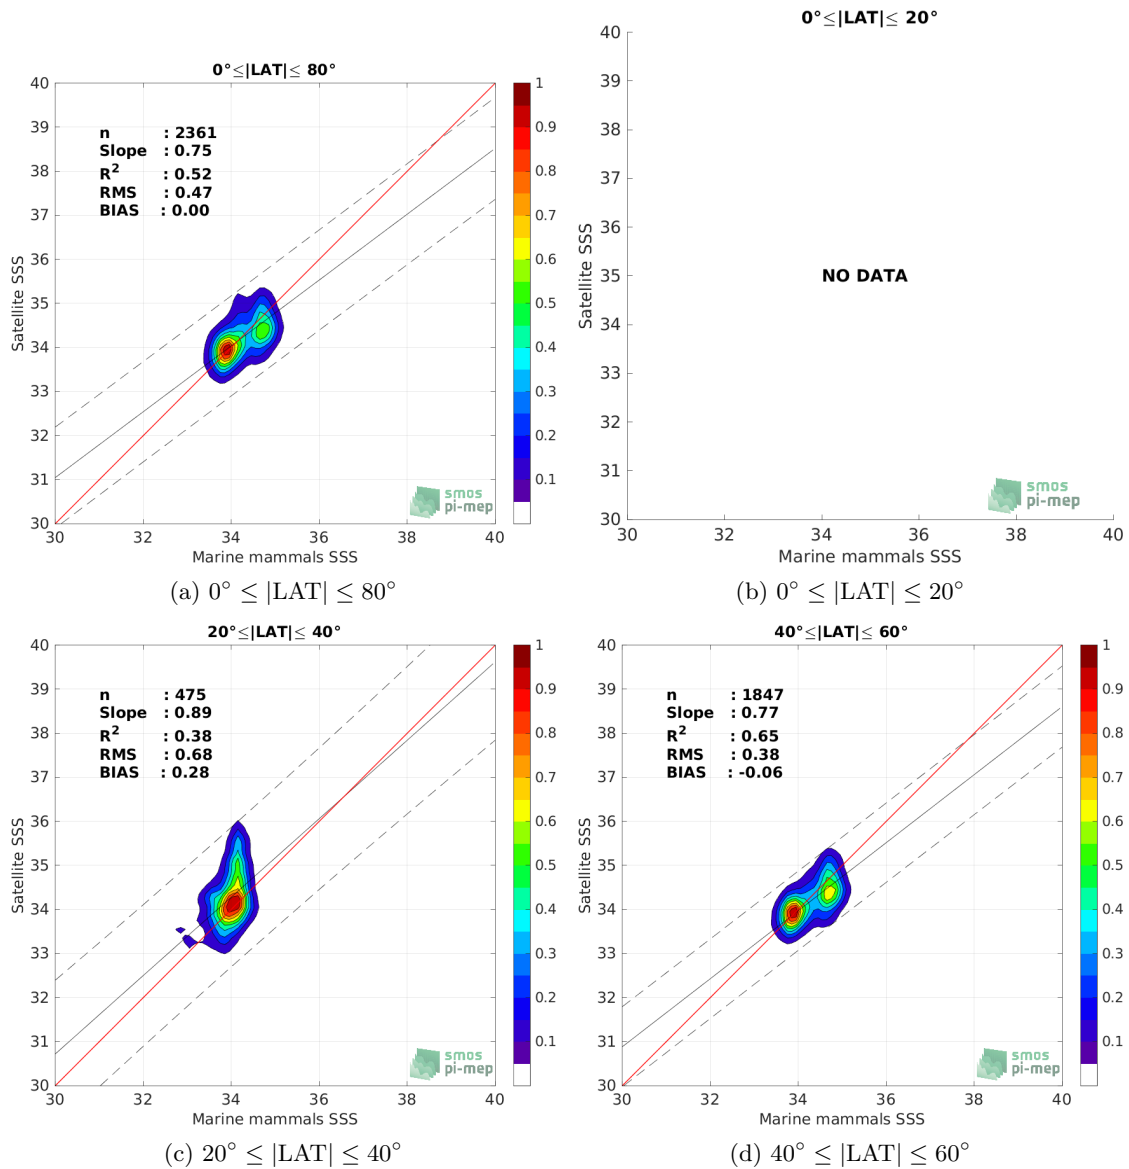 0°≤|LAT|≤ 80°
40
39
38
37
36
35
34
33
32
31
30
Satellite SSS
n : 2361
Slope : 0.75
R² : 0.52
RMS : 0.47
BIAS : 0.00
smos
pi-mep
30 32 34 36 38 40
Marine mammals SSS
1
0.9
0.8
0.7
0.6
0.5
0.4
0.3
0.2
0.1
(a) 0° ≤ |LAT| ≤ 80°
0°≤|LAT|≤ 20°
40
39
38
37
36
35
34
33
32
31
30
Satellite SSS
NO DATA
smos
pi-mep
30 32 34 36 38 40
Marine mammals SSS
(b) 0° ≤ |LAT| ≤ 20°
20°≤|LAT|≤ 40°
40
39
38
37
36
35
34
33
32
31
30
Satellite SSS
n : 475
Slope : 0.89
R² : 0.38
RMS : 0.68
BIAS : 0.28
smos
pi-mep
30 32 34 36 38 40
Marine mammals SSS
1
0.9
0.8
0.7
0.6
0.5
0.4
0.3
0.2
0.1
(c) 20° ≤ |LAT| ≤ 40°
40°≤|LAT|≤ 60°
40
39
38
37
36
35
34
33
32
31
30
Satellite SSS
n : 1847
Slope : 0.77
R² : 0.65
RMS : 0.38
BIAS : -0.06
smos
pi-mep
30 32 34 36 38 40
Marine mammals SSS
1
0.9
0.8
0.7
0.6
0.5
0.4
0.3
0.2
0.1
(d) 40° ≤ |LAT| ≤ 60°